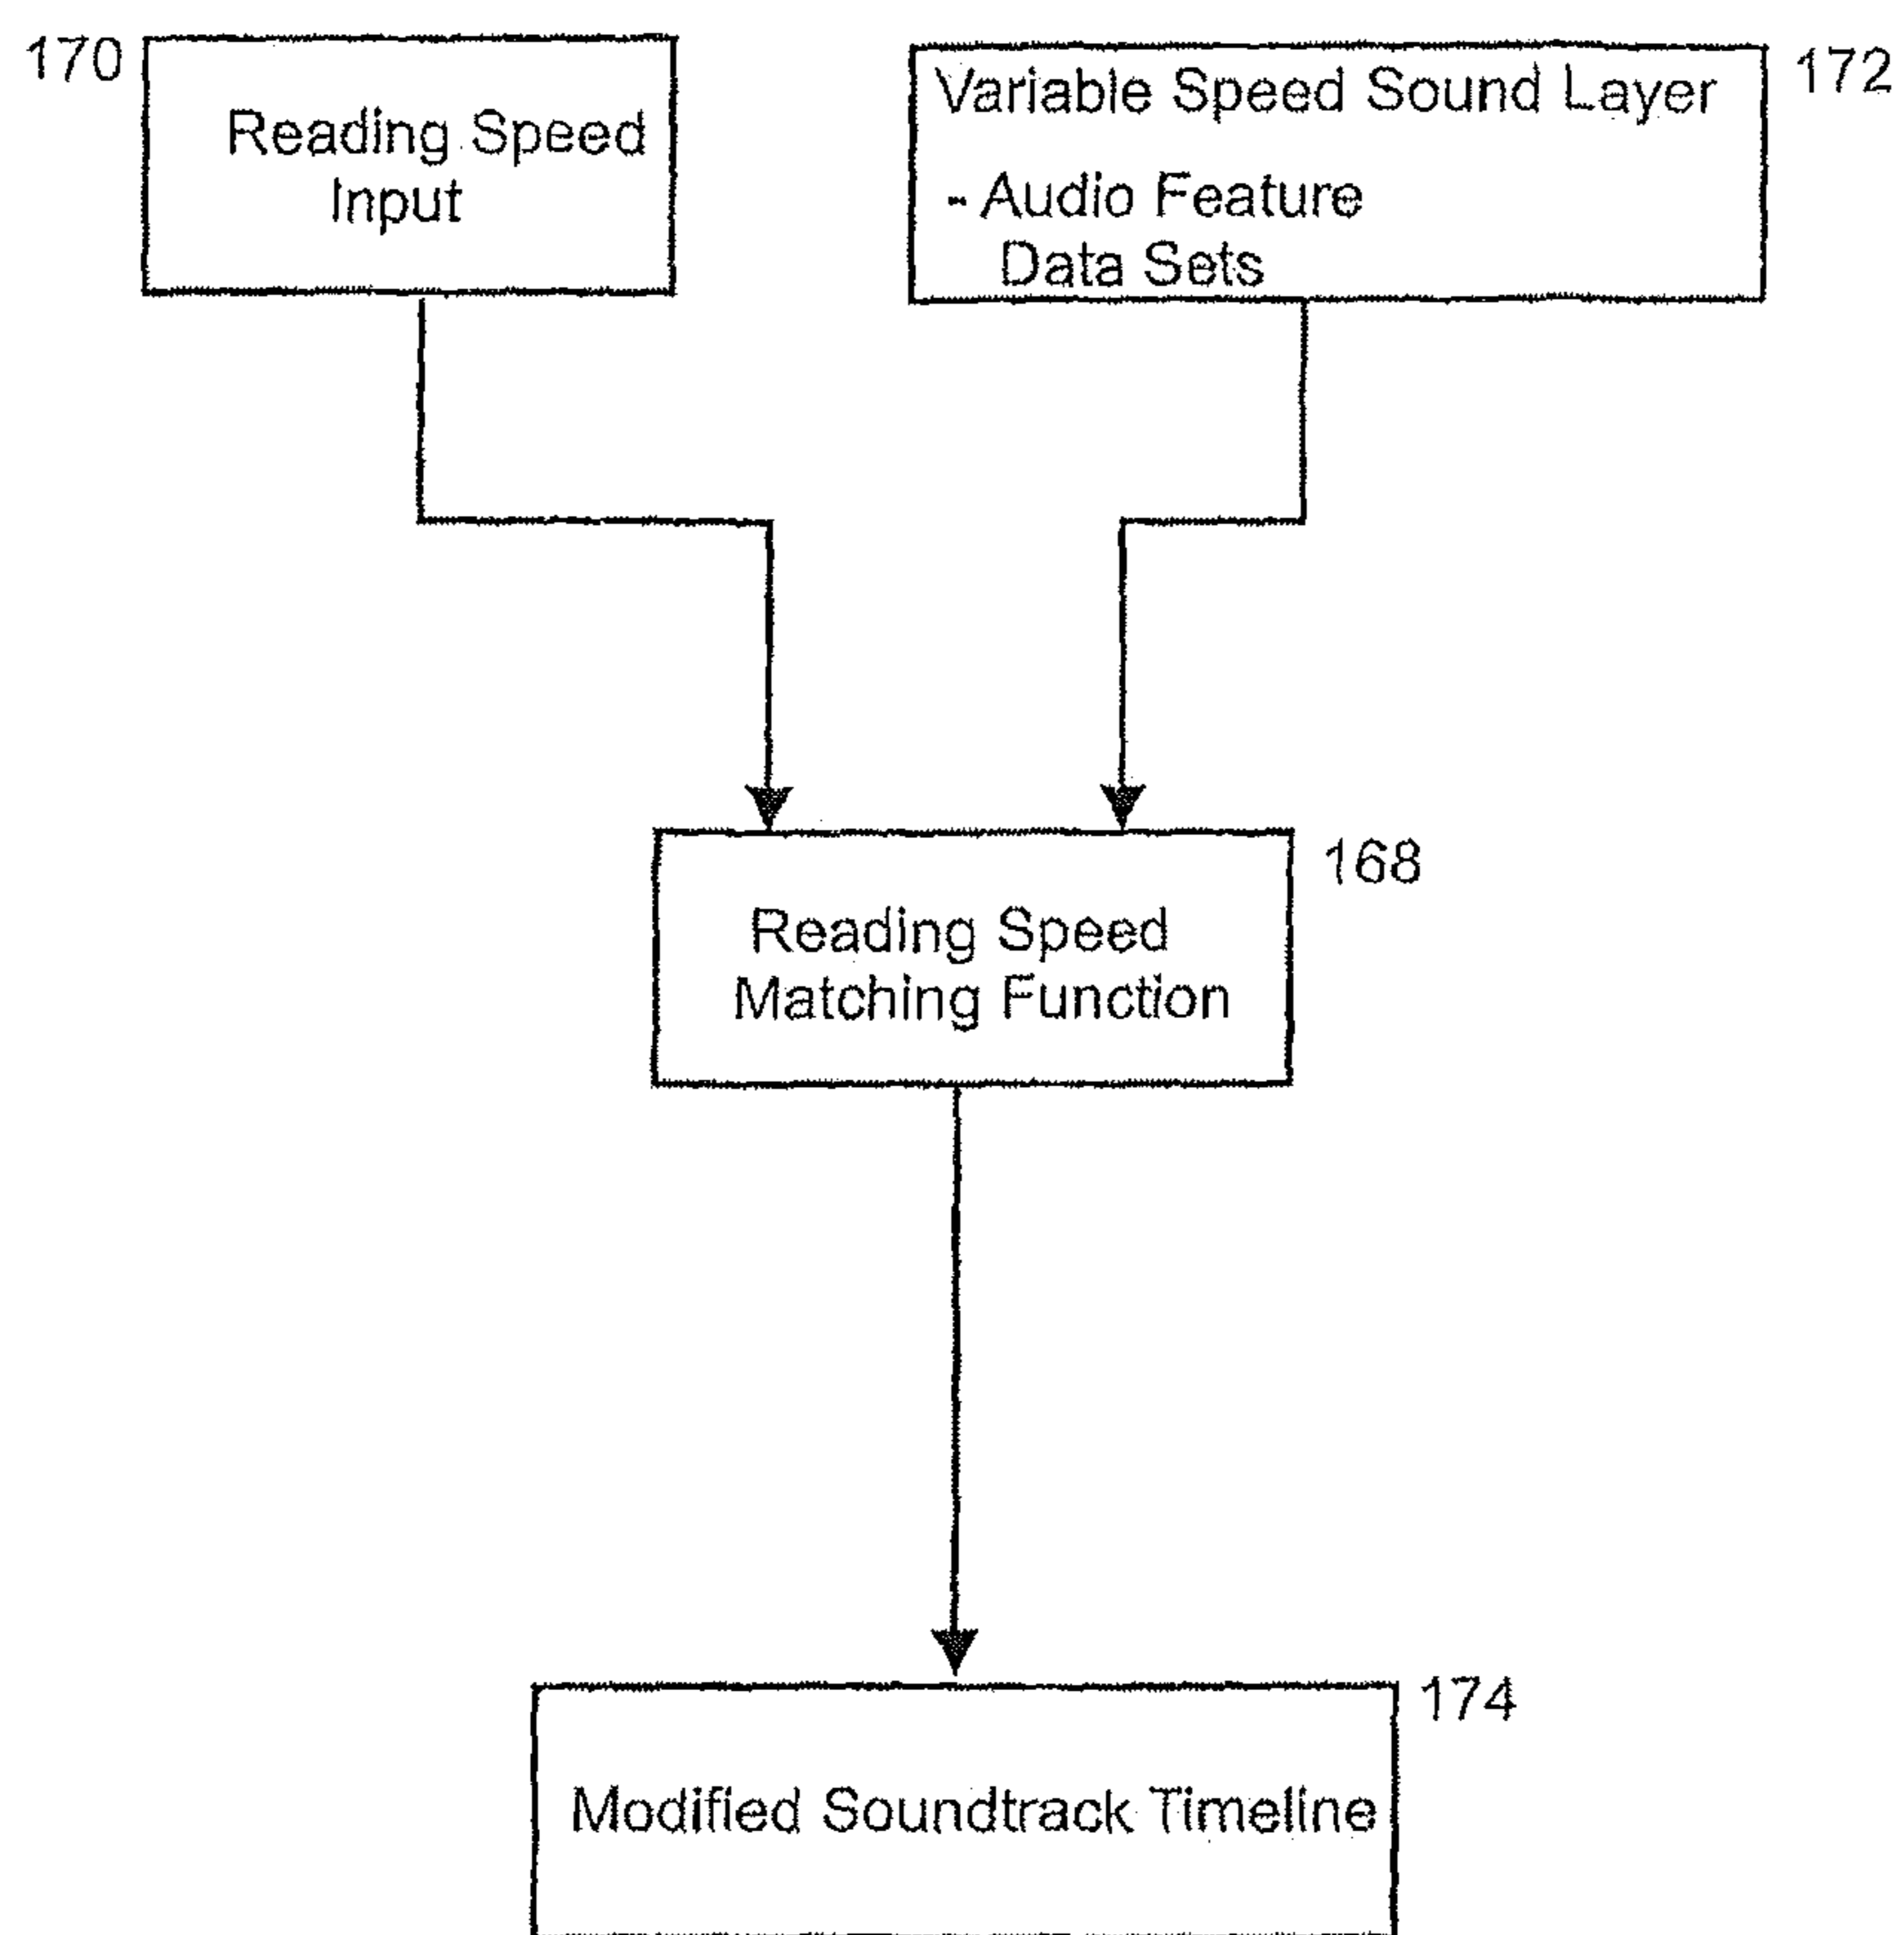 170
Reading Speed
Input
172
Variable Speed Sound Layer
- Audio Feature
Data Sets
168
Reading Speed
Matching Function
174
Modified Soundtrack Timeline